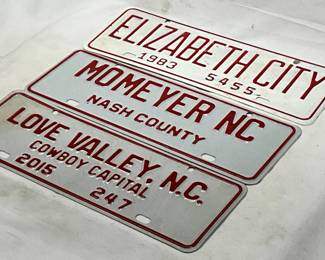 ELIZABETH CITY
1983 5455
MOMEYER NC
NASH COUNTY
LOVE VALLEY, N.C.
COWBOY CAPITAL
2015 247